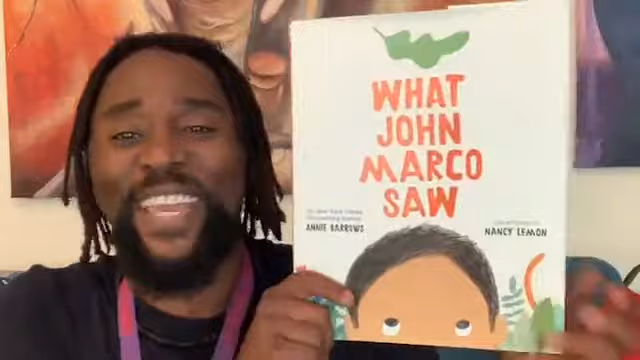 WHAT
JOHN
MARCO
SAW
ANNIE BARROWS
NANCY LEMON